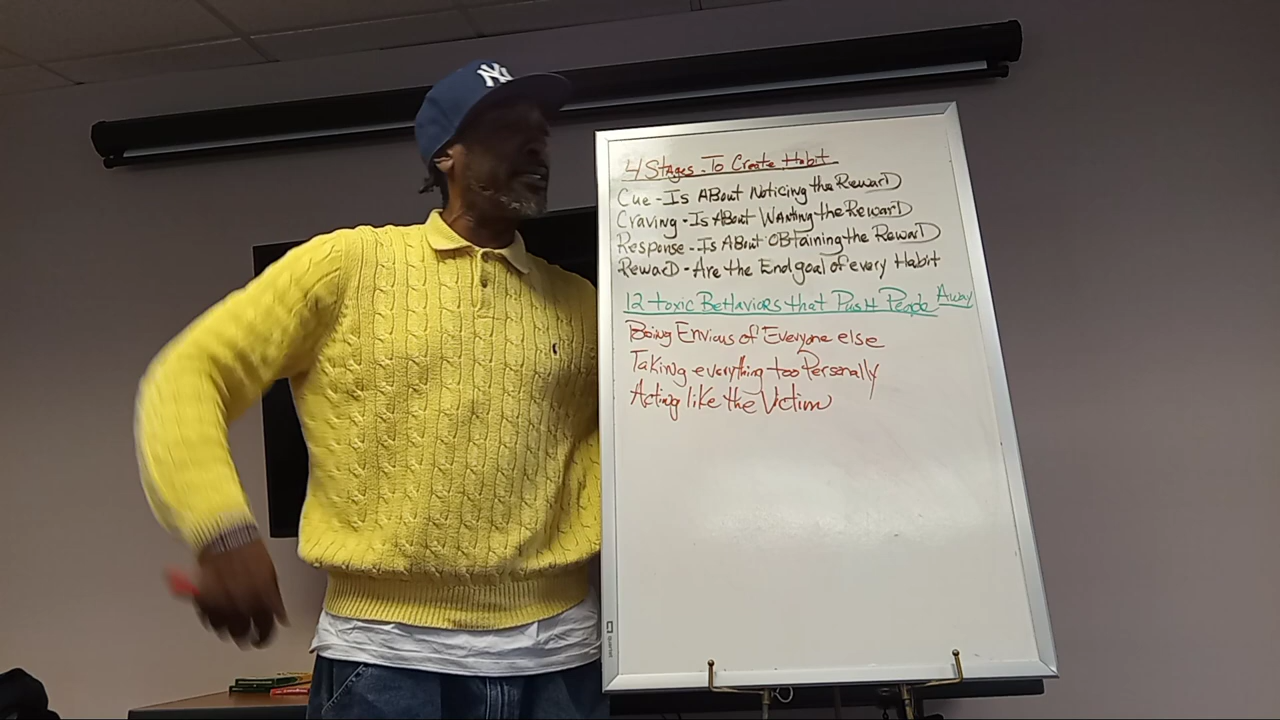 NY
4 Stages - To Create Habit
Cue - Is About Noticing the Reward
Craving - Is About Wanting the Reward
Response - Is About Obtaining the Reward
Reward - Are the End goal of every Habit
12 toxic Behaviors that Push People Away
Being Envious of Everyone else
Taking everything too Personally
Acting like the Victim